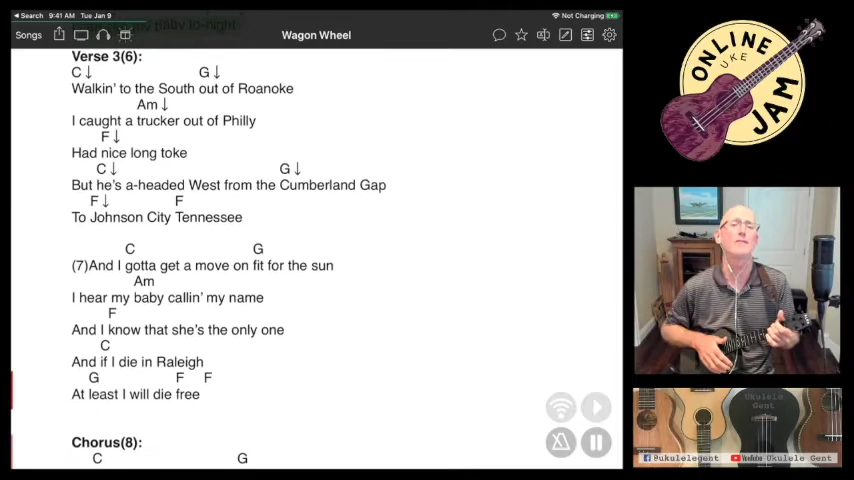 Search 9:41 AM Tue Jan 9
Not Charging
Songs
Wagon Wheel
baby to-night
Verse 3(6):
C↓ G↓
Walkin' to the South out of Roanoke
Am↓
I caught a trucker out of Philly
F↓
Had nice long toke
C↓ G↓
But he's a-headed West from the Cumberland Gap
F↓ F
To Johnson City Tennessee
C G
(7)And I gotta get a move on fit for the sun
Am
I hear my baby callin' my name
F
And I know that she's the only one
C
And if I die in Raleigh
G F F
At least I will die free
Chorus(8):
C G
ONLINE
UKE
JAM
Ukulele
Gent
@ukulelegent YouTube Ukulele Gent